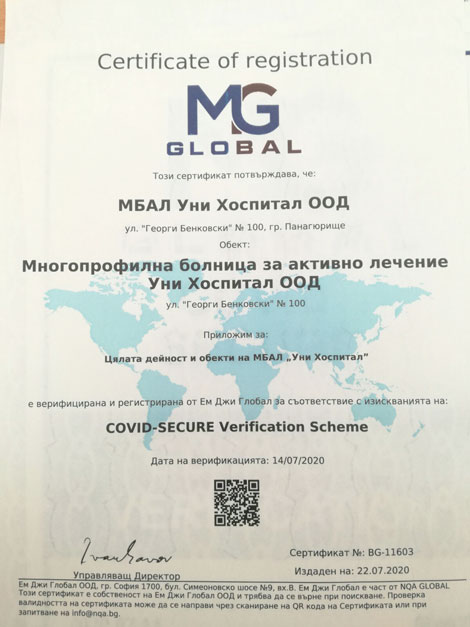 Certificate of registration
MG
GLOBAL
Този сертификат потвърждава, че:
МБАЛ Уни Хоспитал ООД
ул. "Георги Бенковски" № 100, гр. Панагюрище
Обект:
Многопрофилна болница за активно лечение
Уни Хоспитал ООД
ул. "Георги Бенковски" № 100
Приложим за:
Цялата дейност и обекти на МБАЛ „Уни Хоспитал”
е верифицирана и регистрирана от Ем Джи Глобал за съответствие с изискванията на:
COVID-SECURE Verification Scheme
Дата на верификацията: 14/07/2020
Управляващ Директор
Сертификат №: BG-11603
Издаден на: 22.07.2020
Ем Джи Глобал ООД, гр. София 1700, бул. Симеоновско шосе №9, вх.В. Ем Джи Глобал е част от NQA GLOBAL
Този сертификат е собственост на Ем Джи Глобал ООД и трябва да се върне при поискване. Проверка
валидността на сертификата може да се направи чрез сканиране на QR кода на Сертификата или при
запитване на info@nqa.bg.